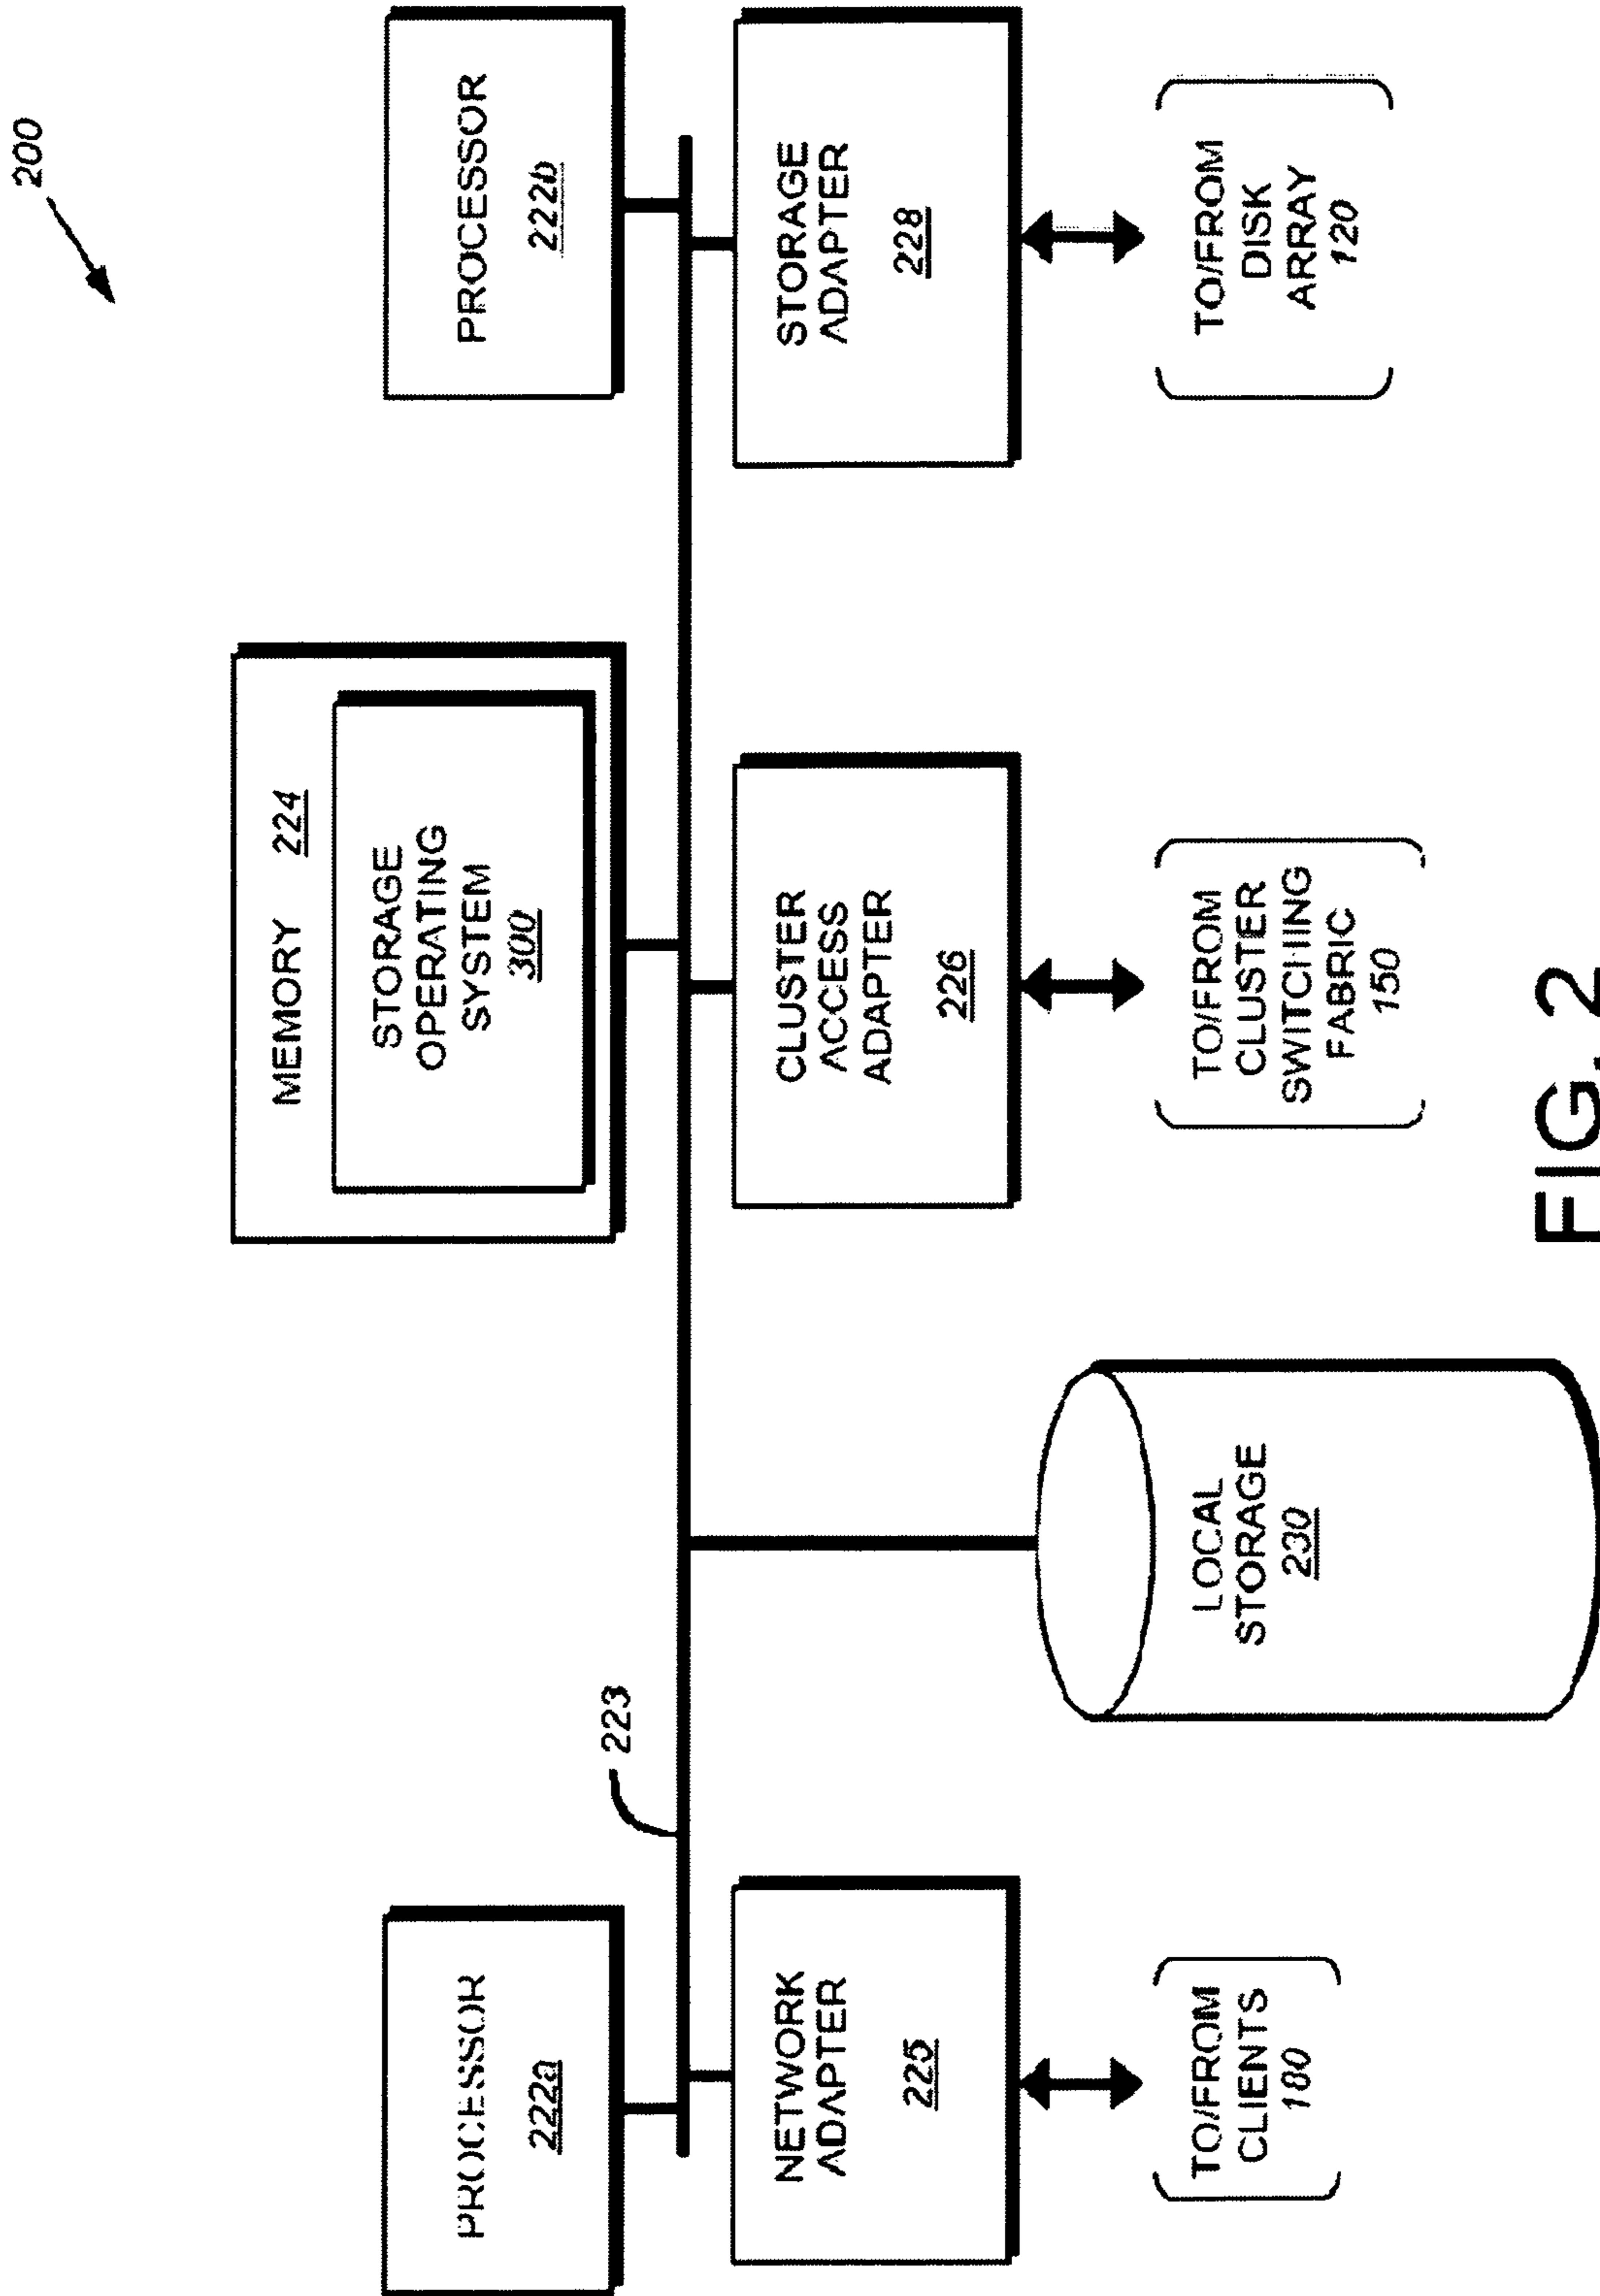 200
PROCESSOR
222a
223
MEMORY 224
STORAGE
OPERATING
SYSTEM
300
PROCESSOR
222b
NETWORK
ADAPTER
225
LOCAL
STORAGE
230
CLUSTER
ACCESS
ADAPTER
226
STORAGE
ADAPTER
228
TO/FROM
CLIENTS
180
TO/FROM
CLUSTER
SWITCHING
FABRIC
150
TO/FROM
DISK
ARRAY
120
FIG. 2